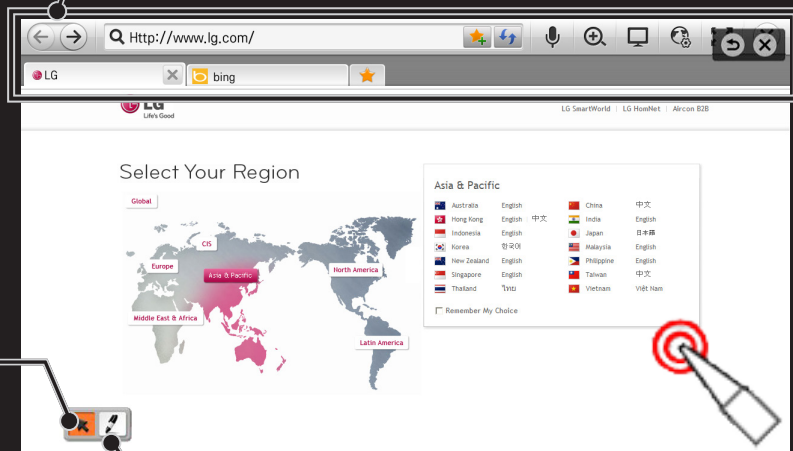 Http://www.lg.com/
LG
bing
LG
Life's Good
LG SmartWorld | LG HomNet | Aircon B2B
Select Your Region
Global
CIS
Europe
Asia & Pacific
North America
Middle East & Africa
Latin America
Asia & Pacific
Australia English China 中文
Hong Kong English 中文 India English
Indonesia English Japan 日本語
Korea 한국어 Malaysia English
New Zealand English Philippine English
Singapore English Taiwan 中文
Thailand ไทย Vietnam Việt Nam
Remember My Choice